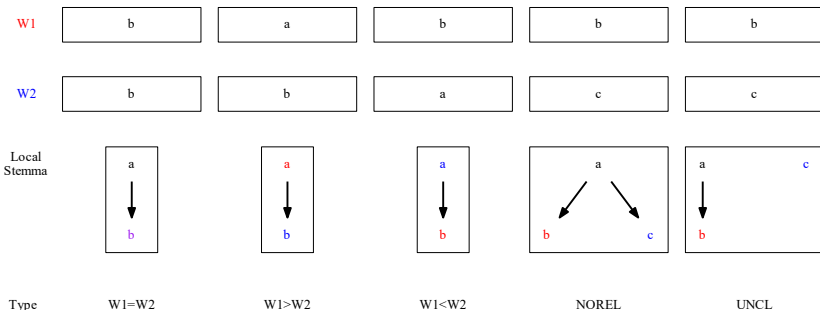 W1 b a b b b
W2 b b a c c
Local
Stemma
a a a a a c
b b b b c b
Type W1=W2 W1>W2 W1<W2 NOREL UNCL